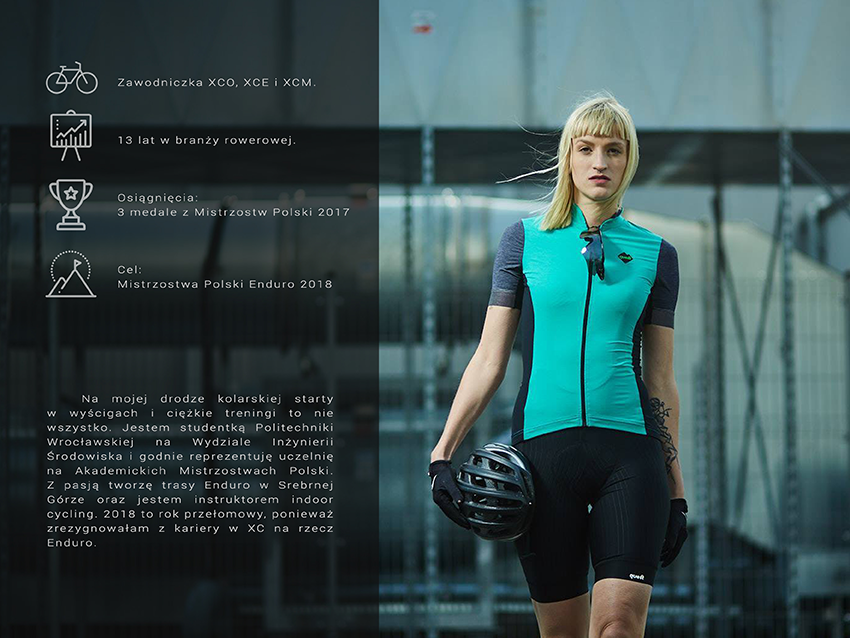 Zawodniczka XCO, XCE i XCM.
13 lat w branży rowerowej.
Osiągnięcia:
3 medale z Mistrzostw Polski 2017
Cel:
Mistrzostwa Polski Enduro 2018
Na mojej drodze kolarskiej starty
w wyścigach i ciężkie treningi to nie
wszystko. Jestem studentką Politechniki
Wrocławskiej na Wydziale Inżynierii
Środowiska i godnie reprezentuję uczelnię
na Akademickich Mistrzostwach Polski.
Z pasją tworzę trasy Enduro w Srebrnej
Górze oraz jestem instruktorem indoor
cycling. 2018 to rok przełomowy, ponieważ
zrezygnowałam z kariery w XC na rzecz
Enduro.